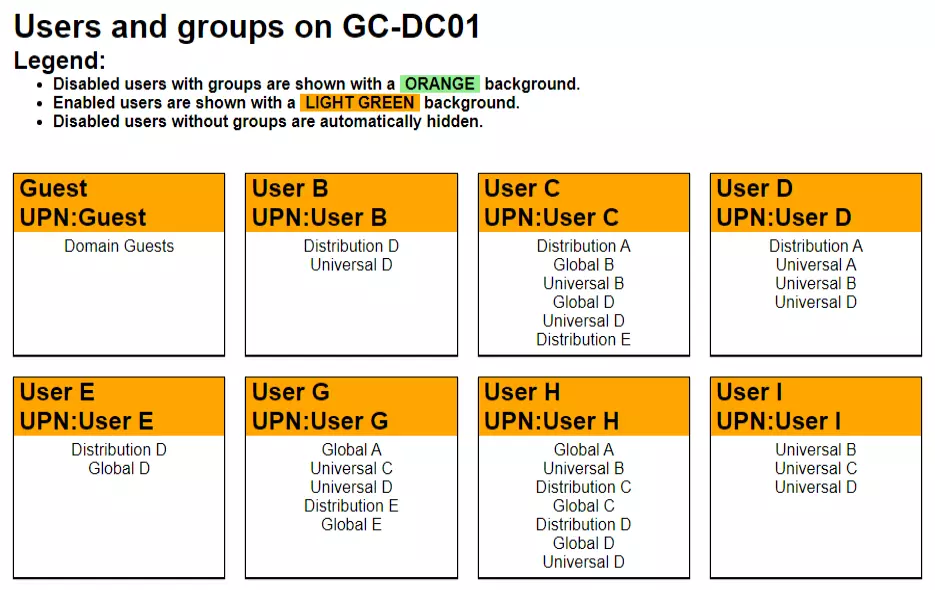 Users and groups on GC-DC01
Legend:
• Disabled users with groups are shown with a ORANGE background.
• Enabled users are shown with a LIGHT GREEN background.
• Disabled users without groups are automatically hidden.
Guest
UPN:Guest
Domain Guests
User B
UPN:User B
Distribution D
Universal D
User C
UPN:User C
Distribution A
Global B
Universal B
Global D
Universal D
Distribution E
User D
UPN:User D
Distribution A
Universal A
Universal B
Universal D
User E
UPN:User E
Distribution D
Global D
User G
UPN:User G
Global A
Universal C
Universal D
Distribution E
Global E
User H
UPN:User H
Global A
Universal B
Distribution C
Global C
Distribution D
Global D
Universal D
User I
UPN:User I
Universal B
Universal C
Universal D